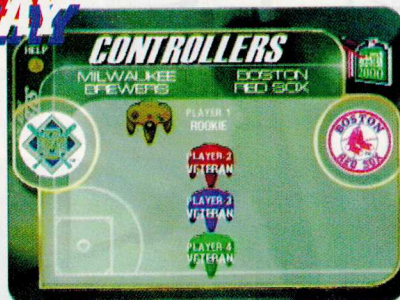 AY
HELP
CONTROLLERS
MILWAUKEE BREWERS
BOSTON RED SOX
2000
PLAYER 1
ROOKIE
BOSTON
RED SOX
PLAYER-2
VETERAN
PLAYER-3
VETERAN
PLAYER-4
VETERAN